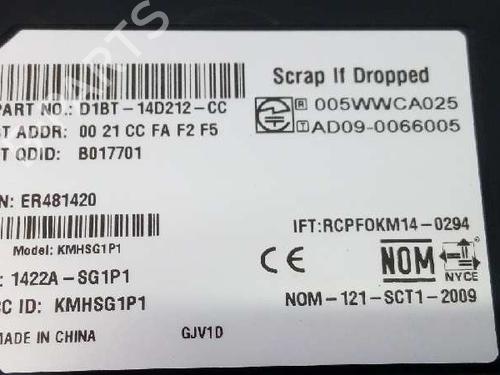 Scrap If Dropped
PART NO.: D1BT-14D212-CC
R 005WWCA025
BT ADDR: 00 21 CC FA F2 F5
T AD09-0066005
QDID: B017701
N: ER481420
IFT:RCPFOKM14-0294
Model: KMHSG1P1
: 1422A-SG1P1
CE NOM NYCE
CC ID: KMHSG1P1
NOM-121-SCT1-2009
MADE IN CHINA GJV1D